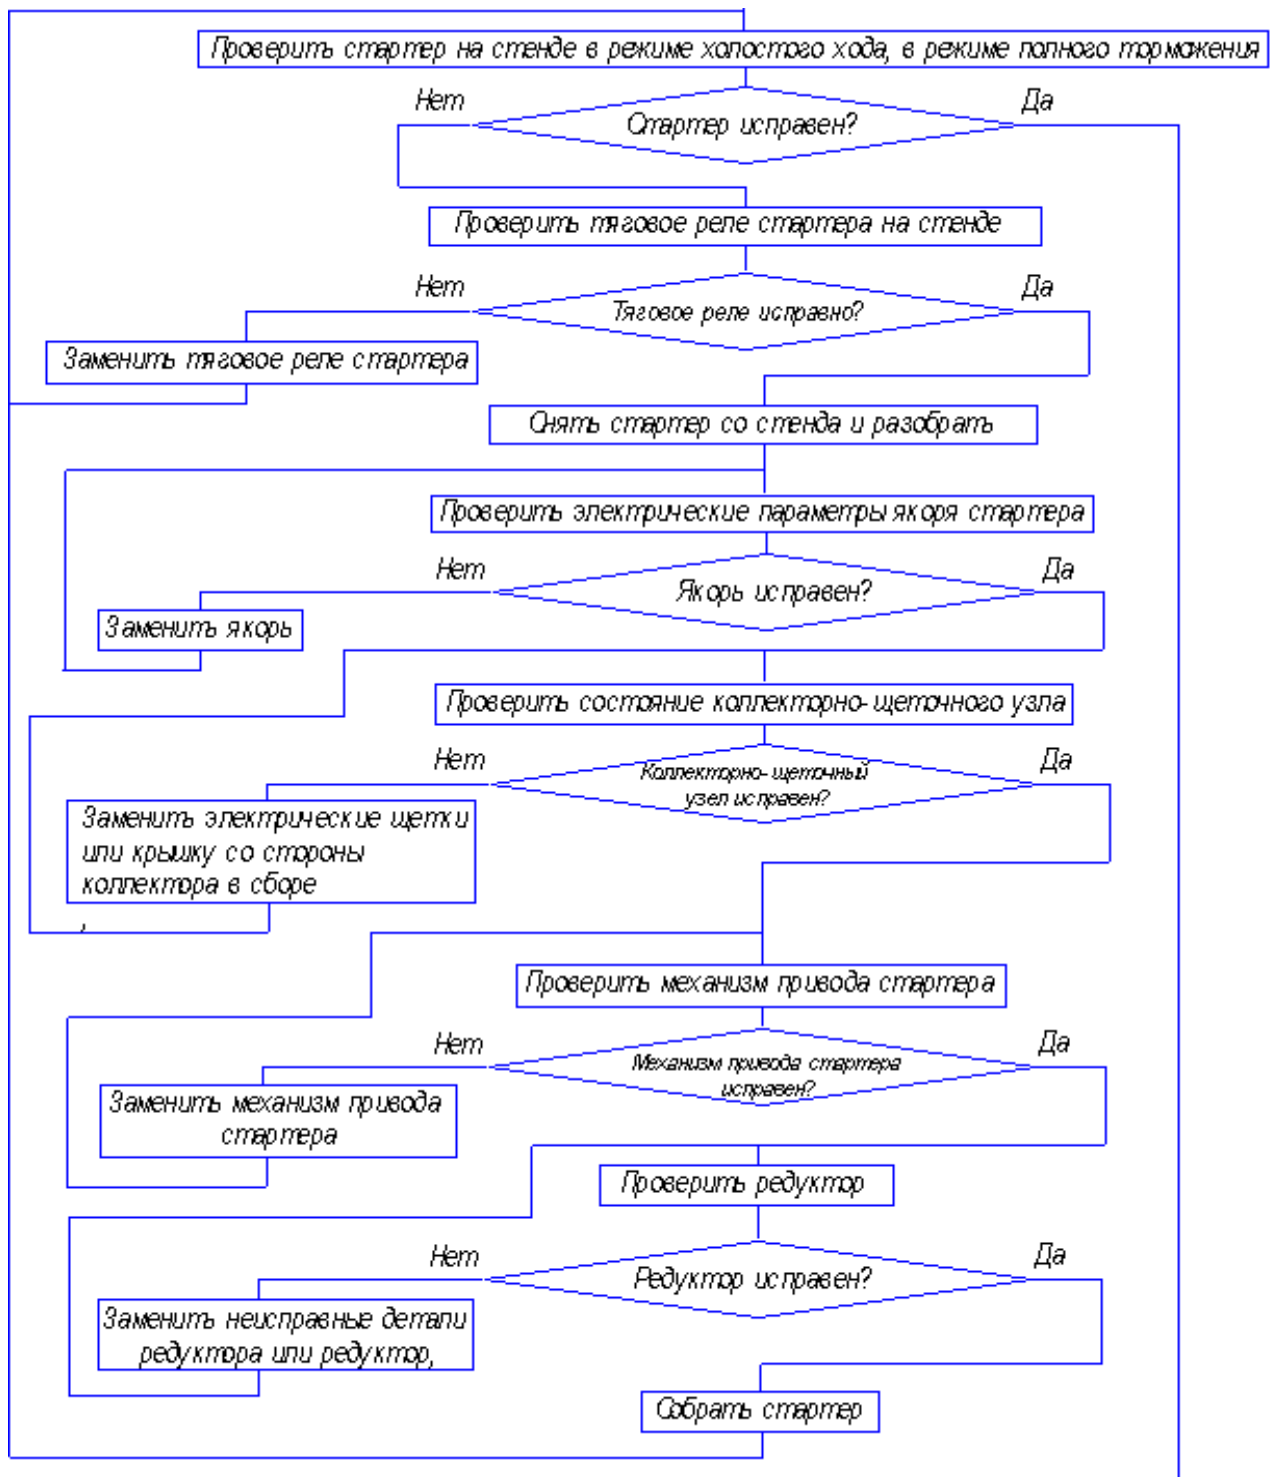 Проверить стартер на стенде в режиме холостого хода, в режиме полного торможения
Нет
Да
Стартер исправен?
Проверить тяговое реле стартера на стенде
Нет
Да
Тяговое реле исправно?
Заменить тяговое реле стартера
Снять стартер со стенда и разобрать
Проверить электрические параметры якоря стартера
Нет
Да
Якорь исправен?
Заменить якорь
Проверить состояние коллекторно-щеточного узла
Нет
Да
Коллекторно-щеточный
узел исправен?
Заменить электрические щетки
или крышку со стороны
коллектора в сборе
,
Проверить механизм привода стартера
Нет
Да
Механизм привода стартера
исправен?
Заменить механизм привода
стартера
Проверить редуктор
Нет
Да
Редуктор исправен?
Заменить неисправные детали
редуктора или редуктор,
Собрать стартер